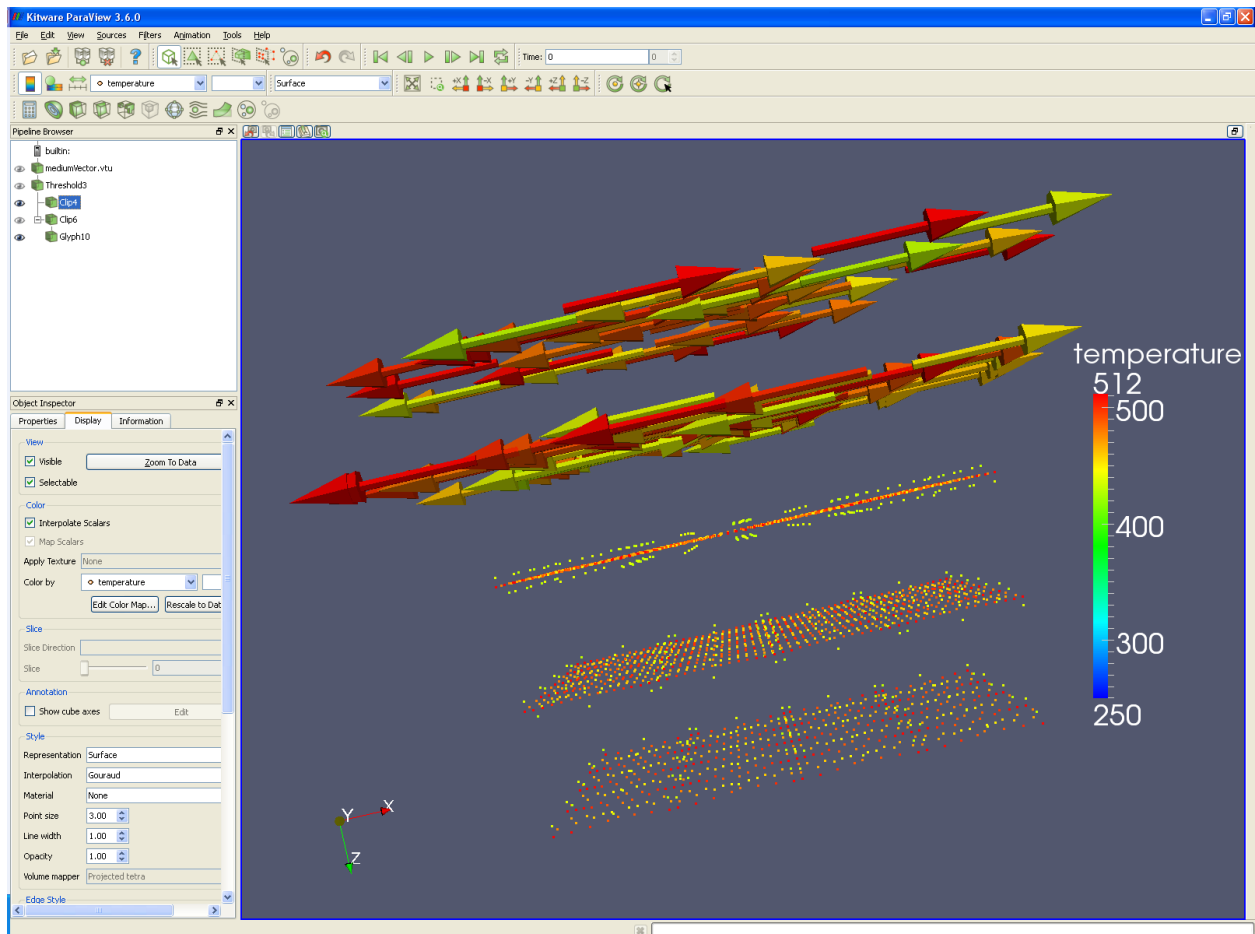 Kitware ParaView 3.6.0
File Edit View Sources Filters Animation Tools Help
Time: 0 0
temperature Surface
+X -X +Y -Y +Z -Z
Pipeline Browser
builtin:
mediumVector.vtu
Threshold3
Clip4
Clip6
Glyph10
Object Inspector
Properties Display Information
View
Visible Zoom To Data
Selectable
Color
Interpolate Scalars
Map Scalars
Apply Texture None
Color by temperature
Edit Color Map... Rescale to Dat
Slice
Slice Direction
Slice 0
Annotation
Show cube axes Edit
Style
Representation Surface
Interpolation Gouraud
Material None
Point size 3.00
Line width 1.00
Opacity 1.00
Volume mapper Projected tetra
Edge Style
temperature
512
500
400
300
250
Y X
Z